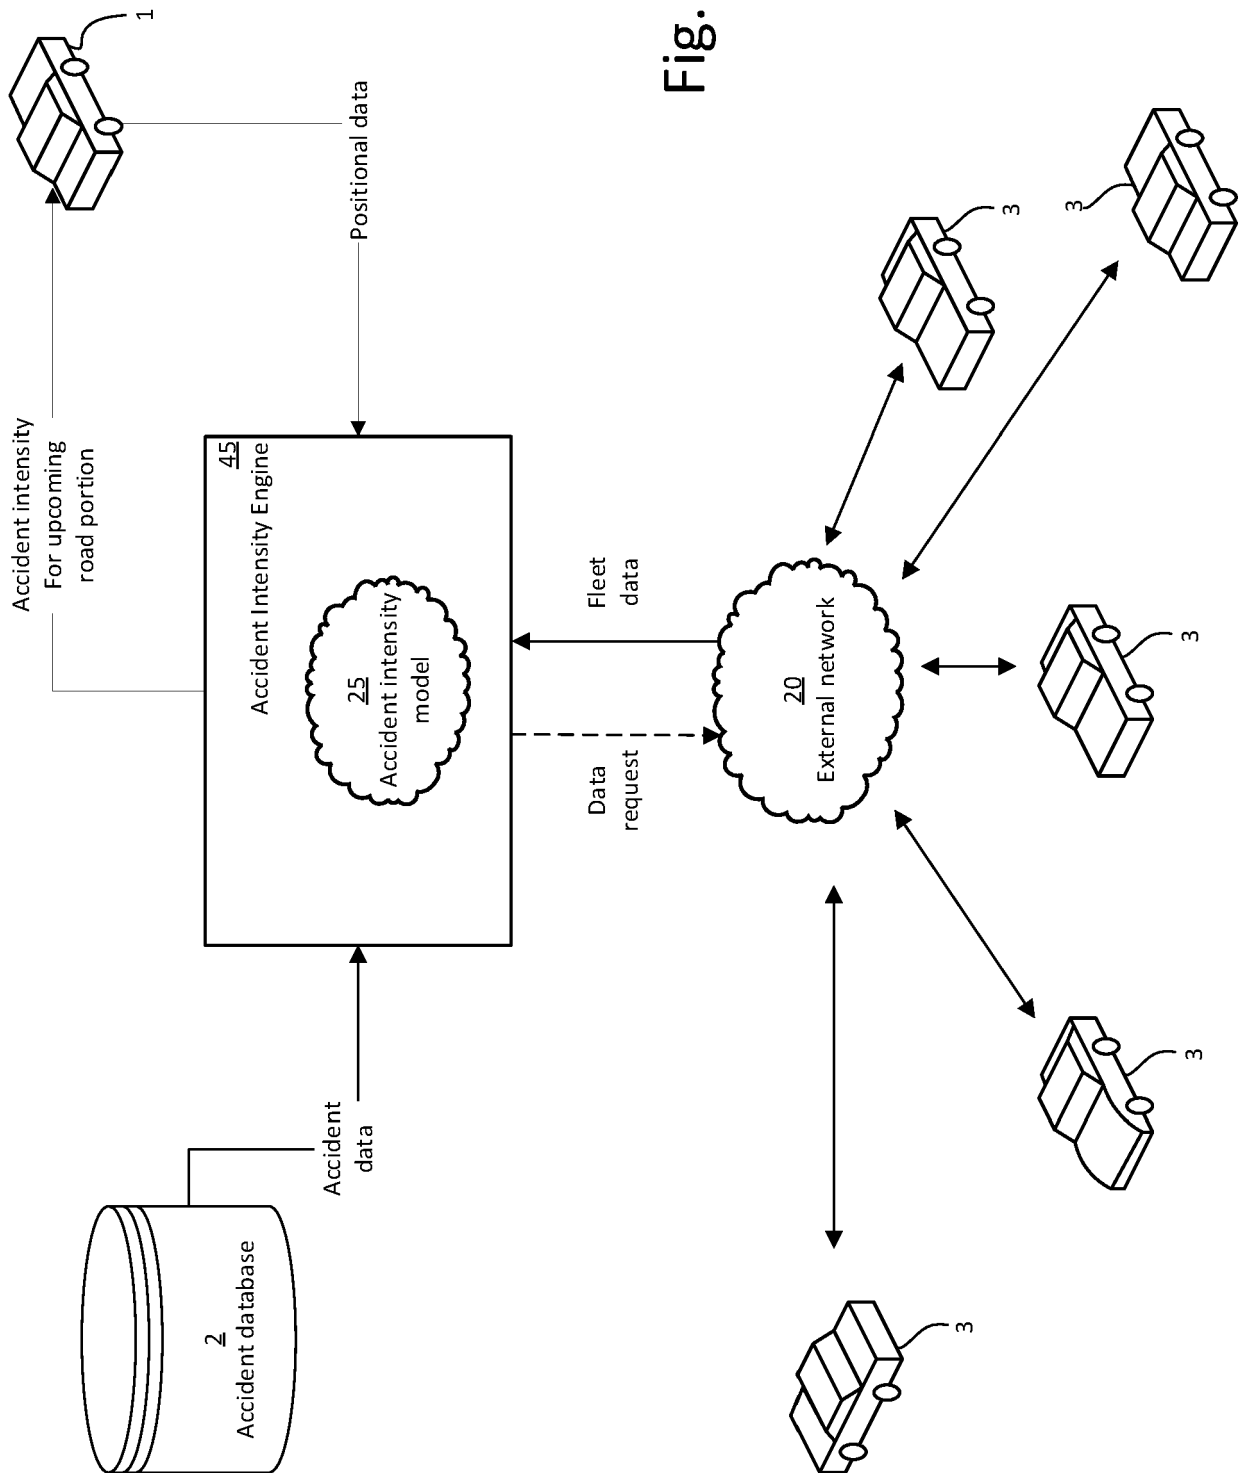 2
Accident database
Accident
data
45
Accident Intensity Engine
25
Accident intensity
model
Accident intensity
For upcoming
road portion
1
Positional data
Data
request
Fleet
data
20
External network
3
3
3
3
3
Fig.